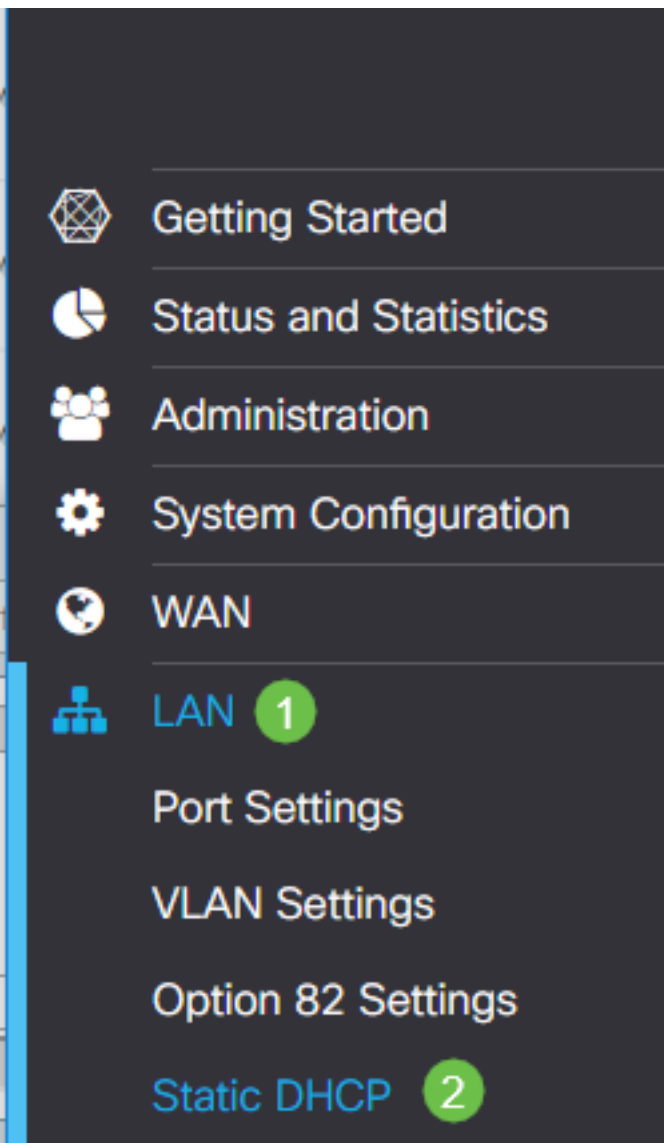 Getting Started
Status and Statistics
Administration
System Configuration
WAN
LAN 1
Port Settings
VLAN Settings
Option 82 Settings
Static DHCP 2